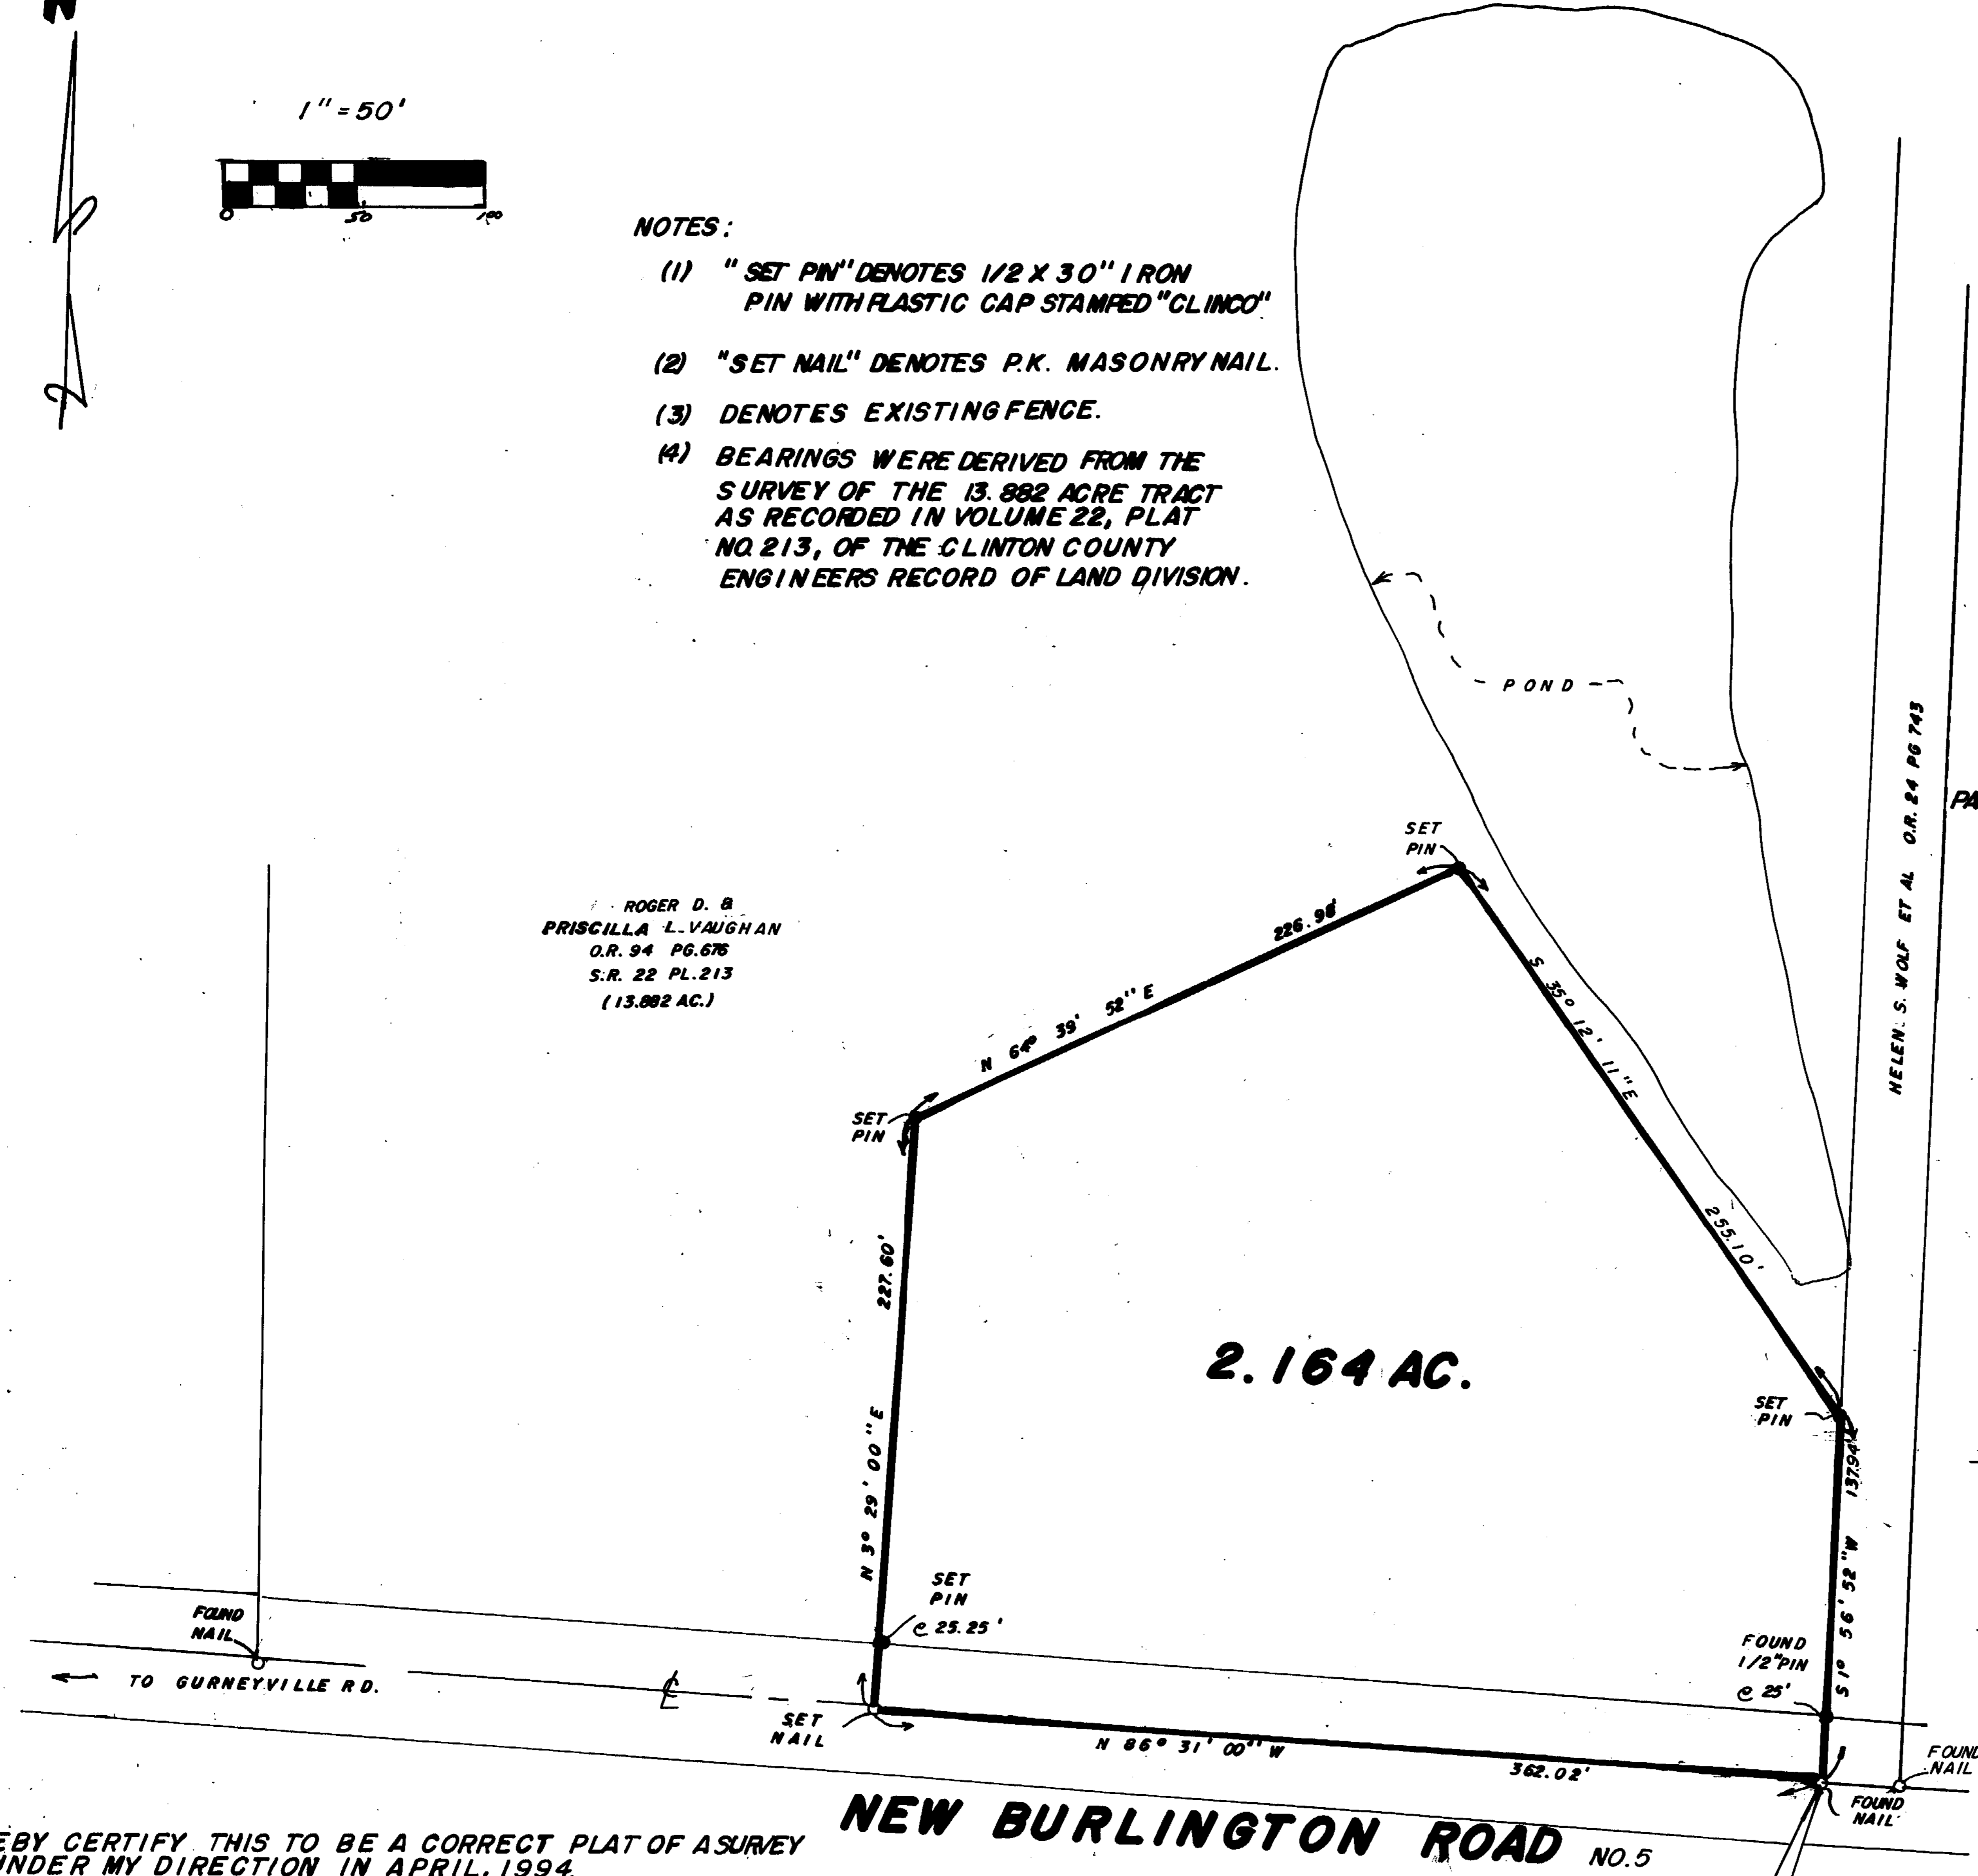 N
1" = 50'
0 50 100
NOTES:
(1) "SET PIN" DENOTES 1/2 X 30" IRON
PIN WITH PLASTIC CAP STAMPED "CLINCO"
(2) "SET NAIL" DENOTES P.K. MASONRY NAIL.
(3) DENOTES EXISTING FENCE.
(4) BEARINGS WERE DERIVED FROM THE
SURVEY OF THE 13.882 ACRE TRACT
AS RECORDED IN VOLUME 22, PLAT
NO. 213, OF THE CLINTON COUNTY
ENGINEERS RECORD OF LAND DIVISION.
POND
HELEN S. WOLF ET AL O.R. 24 PG 743
PA
SET
PIN
ROGER D. &
PRISCILLA L. VAUGHAN
O.R. 94 PG. 676
S.R. 22 PL. 213
(13.882 AC.)
226.98'
N 64° 39' 52" E
S 35° 12' 11" E
255.10'
SET
PIN
227.60'
N 3° 29' 00" E
2.164 AC.
SET
PIN
137.94'
S 1° 56' 52" W
SET
PIN
@ 25.25'
FOUND
NAIL
TO GURNEYVILLE RD.
℄
FOUND
1/2" PIN
@ 25'
SET
NAIL
N 86° 31' 00" W
362.02'
FOUND
NAIL
FOUND
NAIL
NEW BURLINGTON ROAD NO. 5
EBY CERTIFY THIS TO BE A CORRECT PLAT OF A SURVEY
UNDER MY DIRECTION IN APRIL, 1994